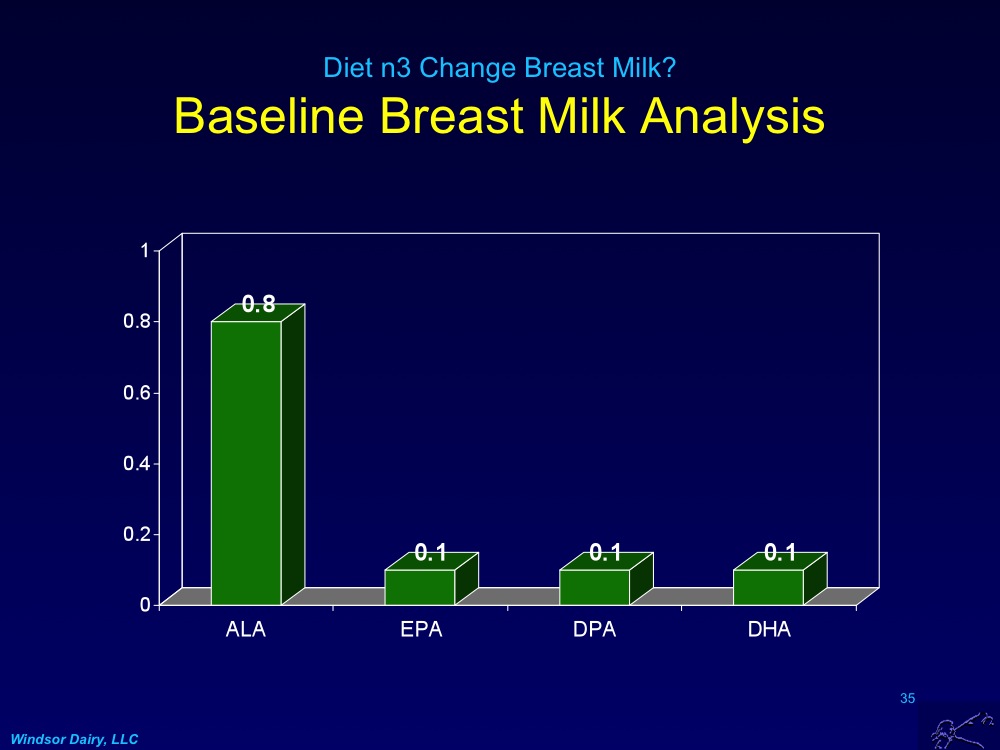 Diet n3 Change Breast Milk?
Baseline Breast Milk Analysis
1
0.8
0.6
0.4
0.2
0
0.8
0.1
0.1
0.1
ALA
EPA
DPA
DHA
35
Windsor Dairy, LLC